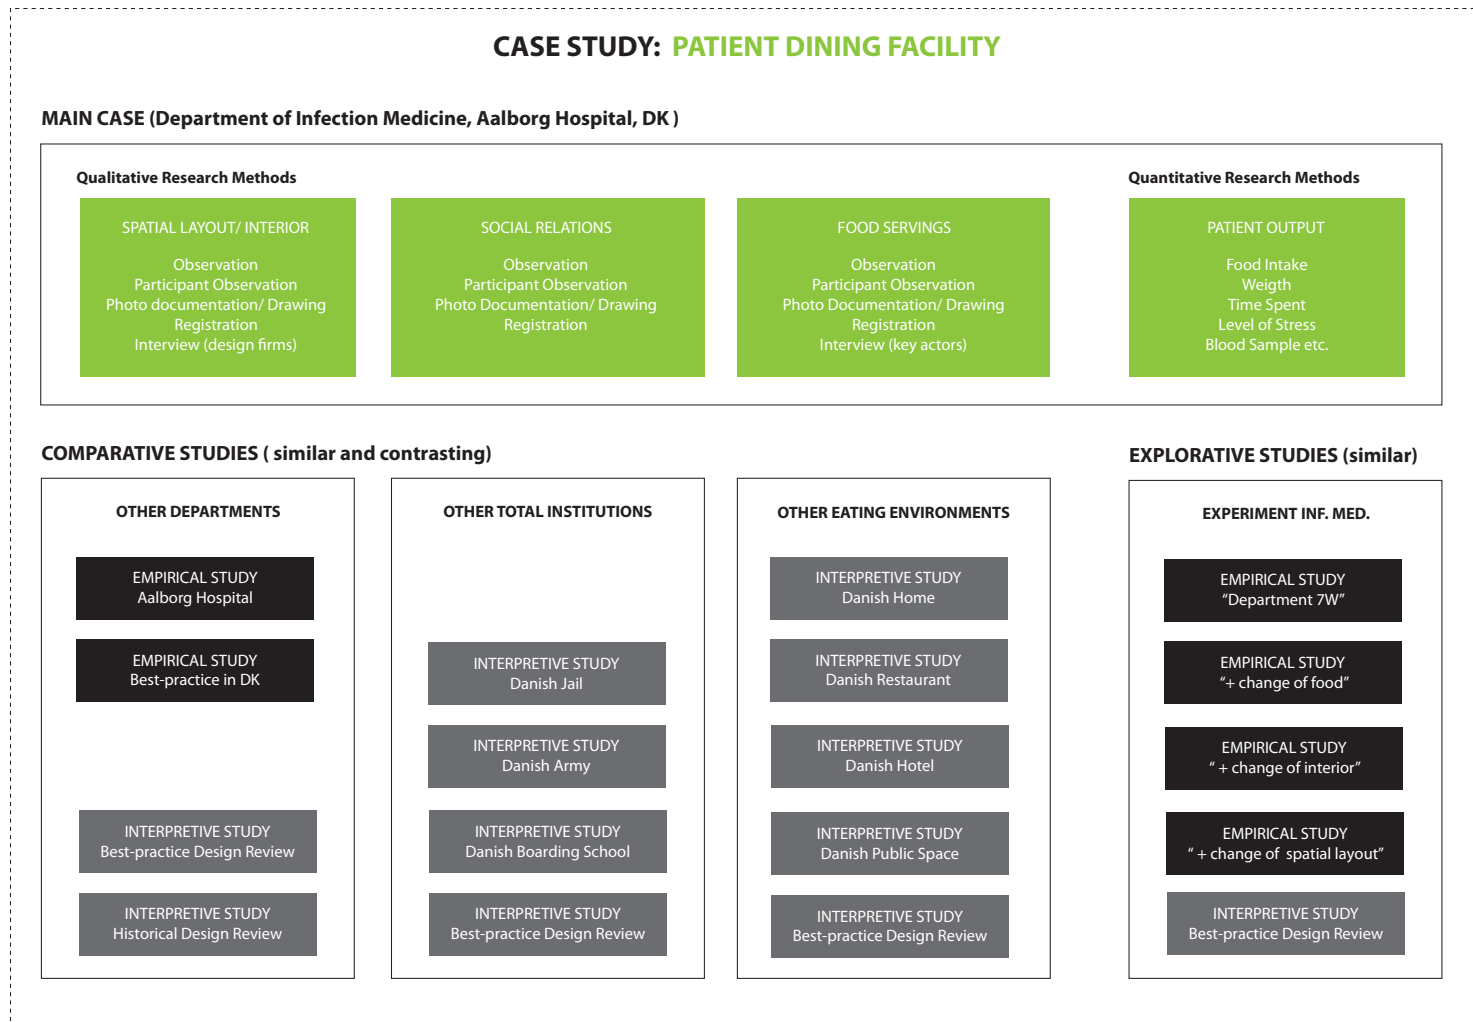 CASE STUDY: PATIENT DINING FACILITY
MAIN CASE (Department of Infection Medicine, Aalborg Hospital, DK )
Qualitative Research Methods
SPATIAL LAYOUT/ INTERIOR
Observation
Participant Observation
Photo documentation/ Drawing
Registration
Interview (design firms)
SOCIAL RELATIONS
Observation
Participant Observation
Photo Documentation/ Drawing
Registration
FOOD SERVINGS
Observation
Participant Observation
Photo Documentation/ Drawing
Registration
Interview (key actors)
Quantitative Research Methods
PATIENT OUTPUT
Food Intake
Weigth
Time Spent
Level of Stress
Blood Sample etc.
COMPARATIVE STUDIES ( similar and contrasting)
OTHER DEPARTMENTS
EMPIRICAL STUDY
Aalborg Hospital
EMPIRICAL STUDY
Best-practice in DK
INTERPRETIVE STUDY
Best-practice Design Review
INTERPRETIVE STUDY
Historical Design Review
OTHER TOTAL INSTITUTIONS
INTERPRETIVE STUDY
Danish Jail
INTERPRETIVE STUDY
Danish Army
INTERPRETIVE STUDY
Danish Boarding School
INTERPRETIVE STUDY
Best-practice Design Review
OTHER EATING ENVIRONMENTS
INTERPRETIVE STUDY
Danish Home
INTERPRETIVE STUDY
Danish Restaurant
INTERPRETIVE STUDY
Danish Hotel
INTERPRETIVE STUDY
Danish Public Space
INTERPRETIVE STUDY
Best-practice Design Review
EXPLORATIVE STUDIES (similar)
EXPERIMENT INF. MED.
EMPIRICAL STUDY
“Department 7W”
EMPIRICAL STUDY
“+ change of food”
EMPIRICAL STUDY
“ + change of interior”
EMPIRICAL STUDY
“ + change of  spatial layout”
INTERPRETIVE STUDY
Best-practice Design Review